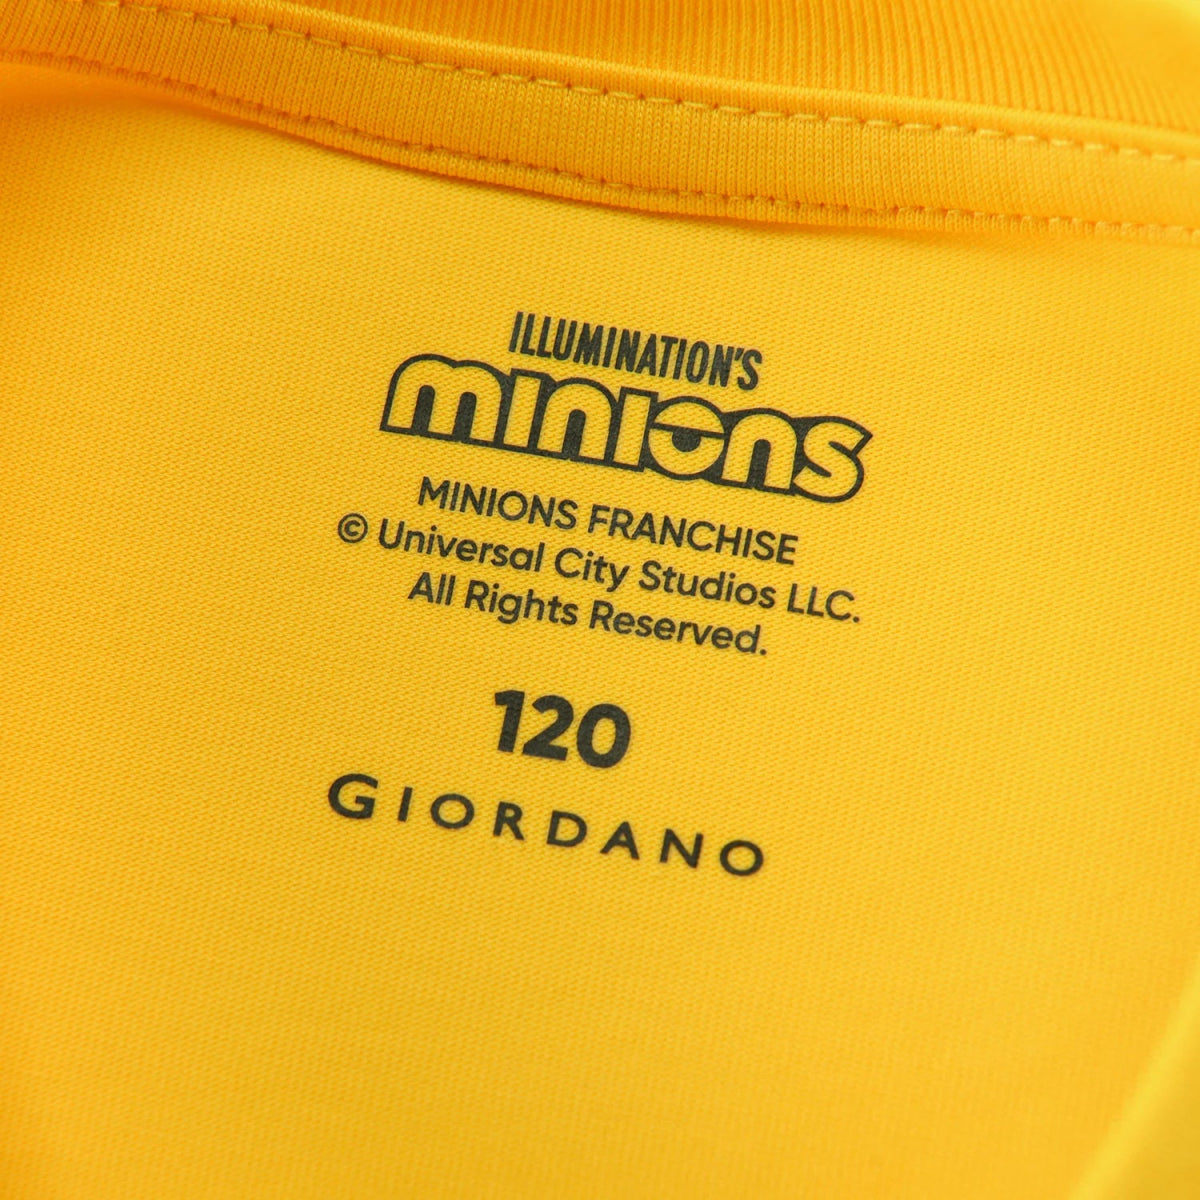 ILLUMINATION'S
minions
MINIONS FRANCHISE
© Universal City Studios LLC.
All Rights Reserved.
120
GIORDANO